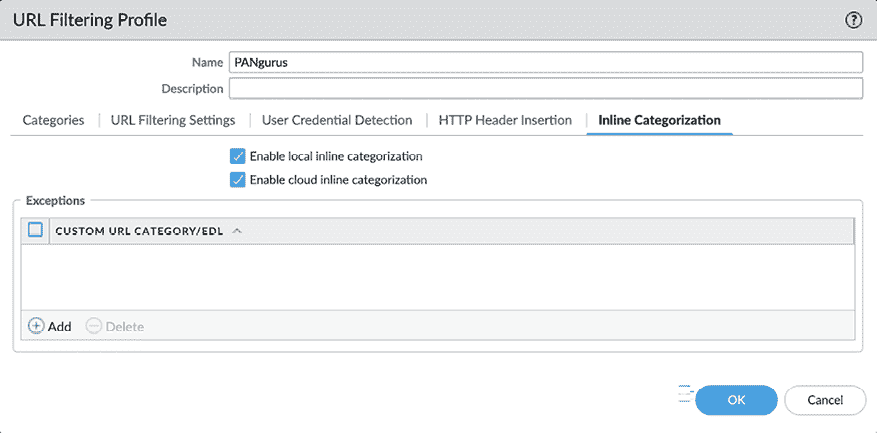 URL Filtering Profile
Name PANgurus
Description
Categories URL Filtering Settings User Credential Detection HTTP Header Insertion Inline Categorization
Enable local inline categorization
Enable cloud inline categorization
Exceptions
CUSTOM URL CATEGORY/EDL
Add Delete
OK Cancel